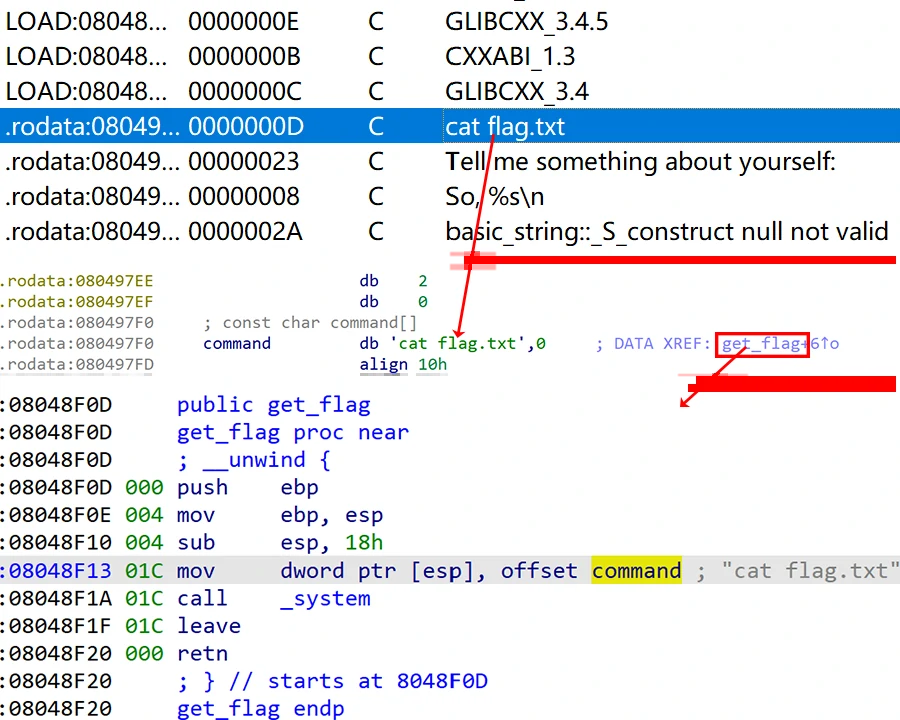 LOAD:08048... 0000000E C GLIBCXX_3.4.5
LOAD:08048... 0000000B C CXXABI_1.3
LOAD:08048... 0000000C C GLIBCXX_3.4
.rodata:08049... 0000000D C cat flag.txt
.rodata:08049... 00000023 C Tell me something about yourself:
.rodata:08049... 00000008 C So, %s\n
.rodata:08049... 0000002A C basic_string::_S_construct null not valid
.rodata:080497EE db 2
.rodata:080497EF db 0
.rodata:080497F0 ; const char command[]
.rodata:080497F0 command db 'cat flag.txt',0 ; DATA XREF: get_flag+6↑o
.rodata:080497FD align 10h
:08048F0D public get_flag
:08048F0D get_flag proc near
:08048F0D ; __unwind {
:08048F0D 000 push ebp
:08048F0E 004 mov ebp, esp
:08048F10 004 sub esp, 18h
:08048F13 01C mov dword ptr [esp], offset command ; "cat flag.txt"
:08048F1A 01C call _system
:08048F1F 01C leave
:08048F20 000 retn
:08048F20 ; } // starts at 8048F0D
:08048F20 get_flag endp